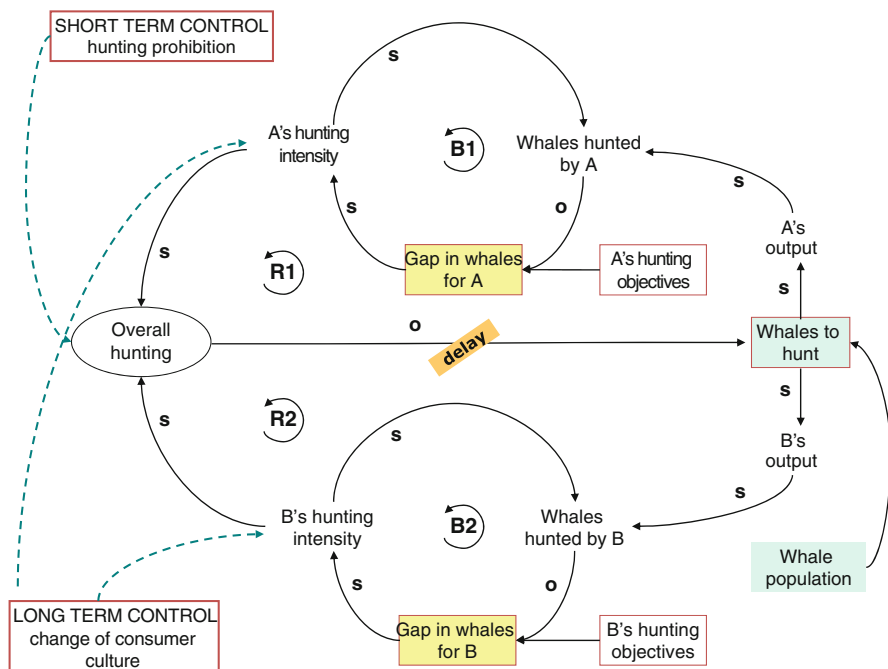 SHORT TERM CONTROL
hunting prohibition
s
A's hunting
intensity
B1
Whales hunted
by A
s
s
o
s
A's
output
Gap in whales
for A
A's hunting
objectives
R1
s
Overall
hunting
o
delay
Whales to
hunt
s
s
R2
s
B's
output
s
B's hunting
intensity
B2
Whales
hunted by B
s
Whale
population
s
o
LONG TERM CONTROL
change of consumer
culture
Gap in whales
for B
B's hunting
objectives